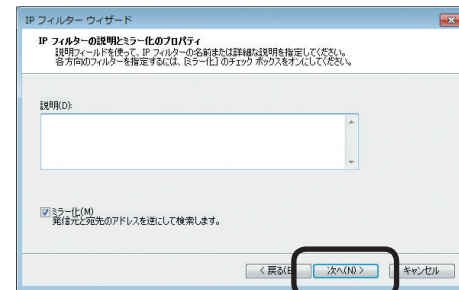 IP フィルター ウィザード
IP フィルターの説明とミラー化のプロパティ
説明フィールドを使って、IP フィルターの名前または詳細な説明を指定してください。
各方向のフィルターを指定するには、[ミラー化] のチェック ボックスをオンにしてください。
説明(D):
ミラー化(M)
発信元と宛先のアドレスを逆にして検索します。
< 戻る(B 次へ(N) > キャンセル